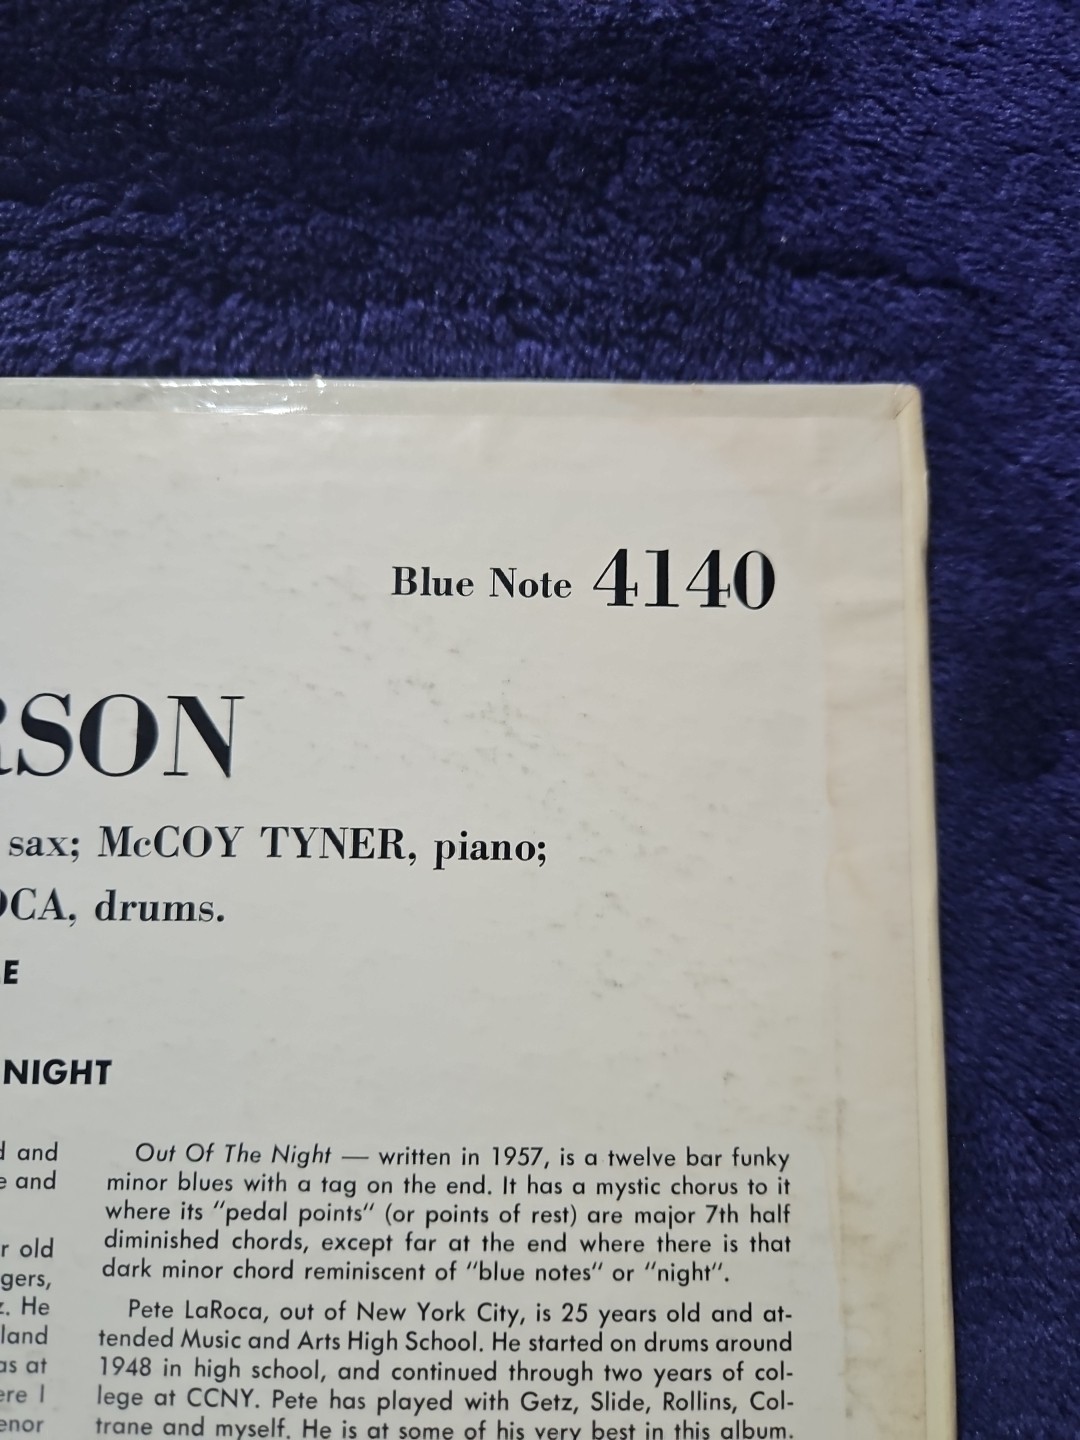 Blue Note 4140
RSON
sax; McCOY TYNER, piano;
OCA, drums.
LE
NIGHT
d and
e and
r old
gers,
z. He
land
as at
ere I
enor
Out Of The Night — written in 1957, is a twelve bar funky
minor blues with a tag on the end. It has a mystic chorus to it
where its "pedal points" (or points of rest) are major 7th half
diminished chords, except far at the end where there is that
dark minor chord reminiscent of "blue notes" or "night".
Pete LaRoca, out of New York City, is 25 years old and at-
tended Music and Arts High School. He started on drums around
1948 in high school, and continued through two years of col-
lege at CCNY. Pete has played with Getz, Slide, Rollins, Col-
trane and myself. He is at some of his very best in this album.